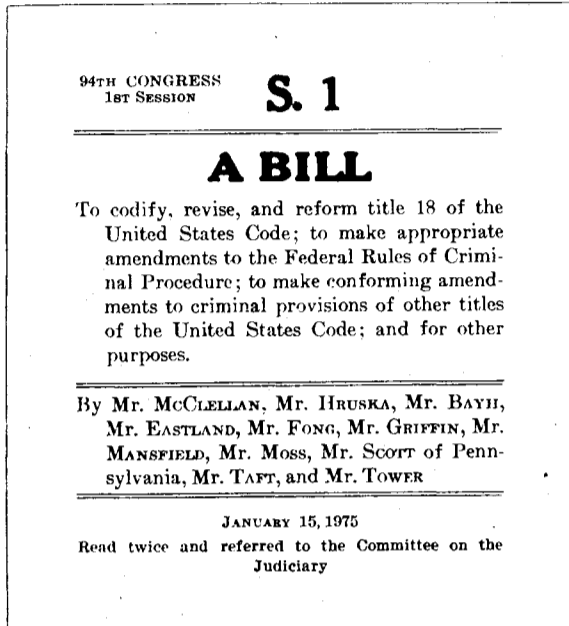 94TH CONGRESS
1ST SESSION
S. 1
A BILL
To codify, revise, and reform title 18 of the
United States Code; to make appropriate
amendments to the Federal Rules of Crimi-
nal Procedure; to make conforming amend-
ments to criminal provisions of other titles
of the United States Code; and for other
purposes.
By Mr. MCCLELLAN, Mr. HRUSKA, Mr. BAYH,
Mr. EASTLAND, Mr. FONG, Mr. GRIFFIN, Mr.
MANSFIELD, Mr. MOSS, Mr. SCOTT of Penn-
sylvania, Mr. TAFT, and Mr. TOWER
JANUARY 15, 1975
Read twice and referred to the Committee on the
Judiciary